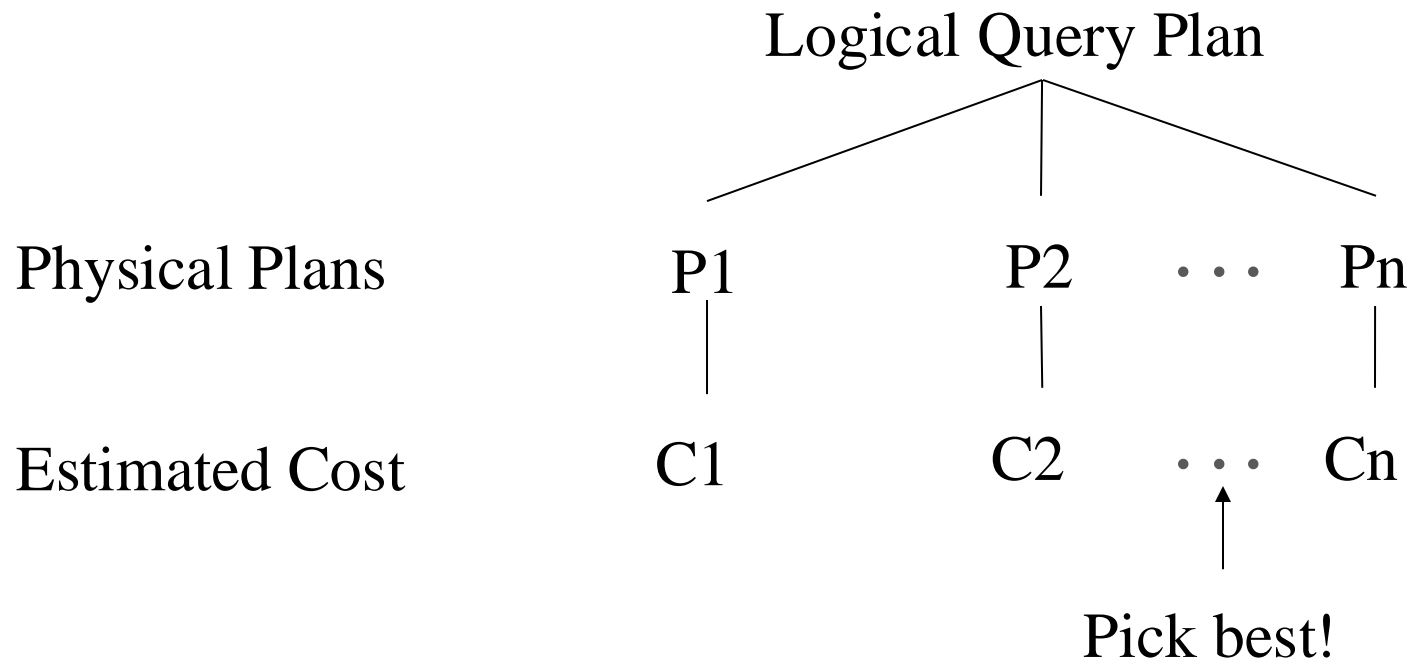 Logical Query Plan
Physical Plans P1 P2 • • • Pn
Estimated Cost C1 C2 • • • Cn
Pick best!